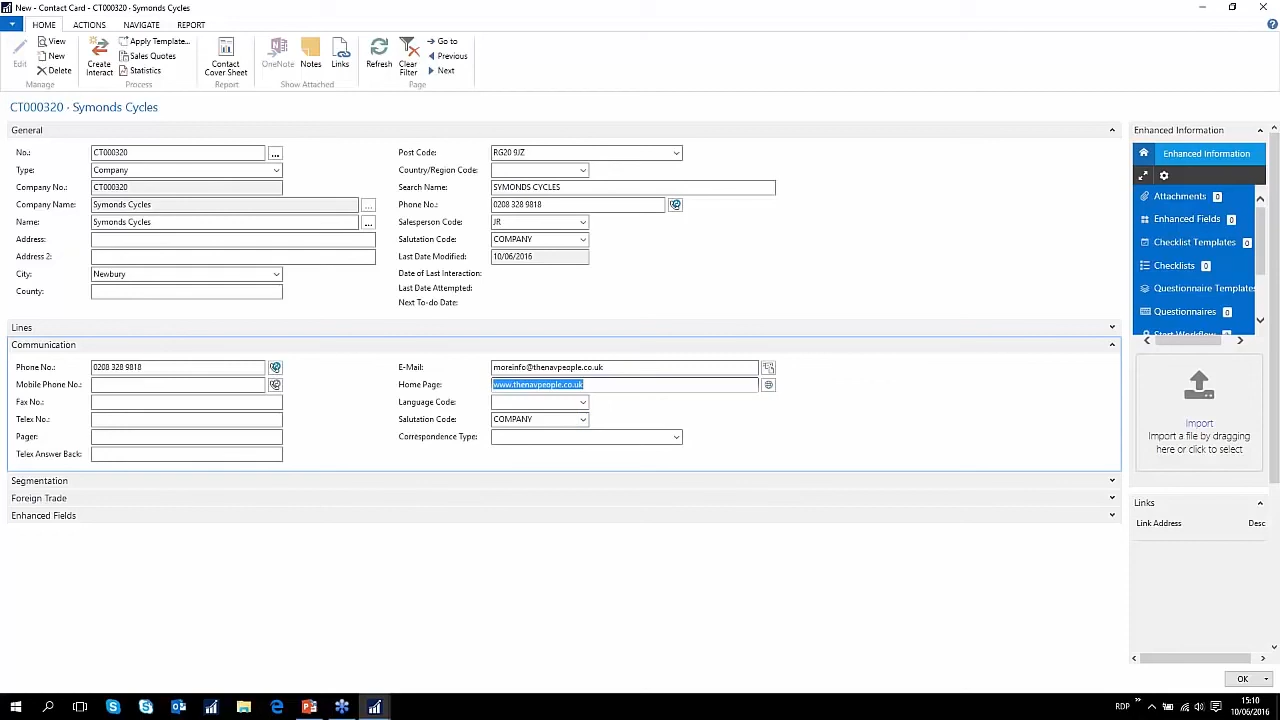 New - Contact Card - CT000320 · Symonds Cycles
HOME ACTIONS NAVIGATE REPORT
Edit
View
New
Delete
Manage
Create Interact
Apply Template...
Sales Quotes
Statistics
Process
Contact Cover Sheet
Report
OneNote
Notes
Links
Show Attached
Refresh
Clear Filter
Go to
Previous
Next
Page
CT000320 · Symonds Cycles
General
No.: CT000320
Type: Company
Company No.: CT000320
Company Name: Symonds Cycles
Name: Symonds Cycles
Address:
Address 2:
City: Newbury
County:
Post Code: RG20 9JZ
Country/Region Code:
Search Name: SYMONDS CYCLES
Phone No.: 0208 328 9818
Salesperson Code: JR
Salutation Code: COMPANY
Last Date Modified: 10/06/2016
Date of Last Interaction:
Last Date Attempted:
Next To-do Date:
Lines
Communication
Phone No.: 0208 328 9818
Mobile Phone No.:
Fax No.:
Telex No.:
Pager:
Telex Answer Back:
E-Mail: moreinfo@thenavpeople.co.uk
Home Page: www.thenavpeople.co.uk
Language Code:
Salutation Code: COMPANY
Correspondence Type:
Segmentation
Foreign Trade
Enhanced Fields
Enhanced Information
Enhanced Information
Attachments 0
Enhanced Fields 0
Checklist Templates 0
Checklists 0
Questionnaire Templates
Questionnaires 0
Start Workflow
Import
Import a file by dragging
here or click to select
Links
Link Address Desc
OK
RDP
15:10
10/06/2016